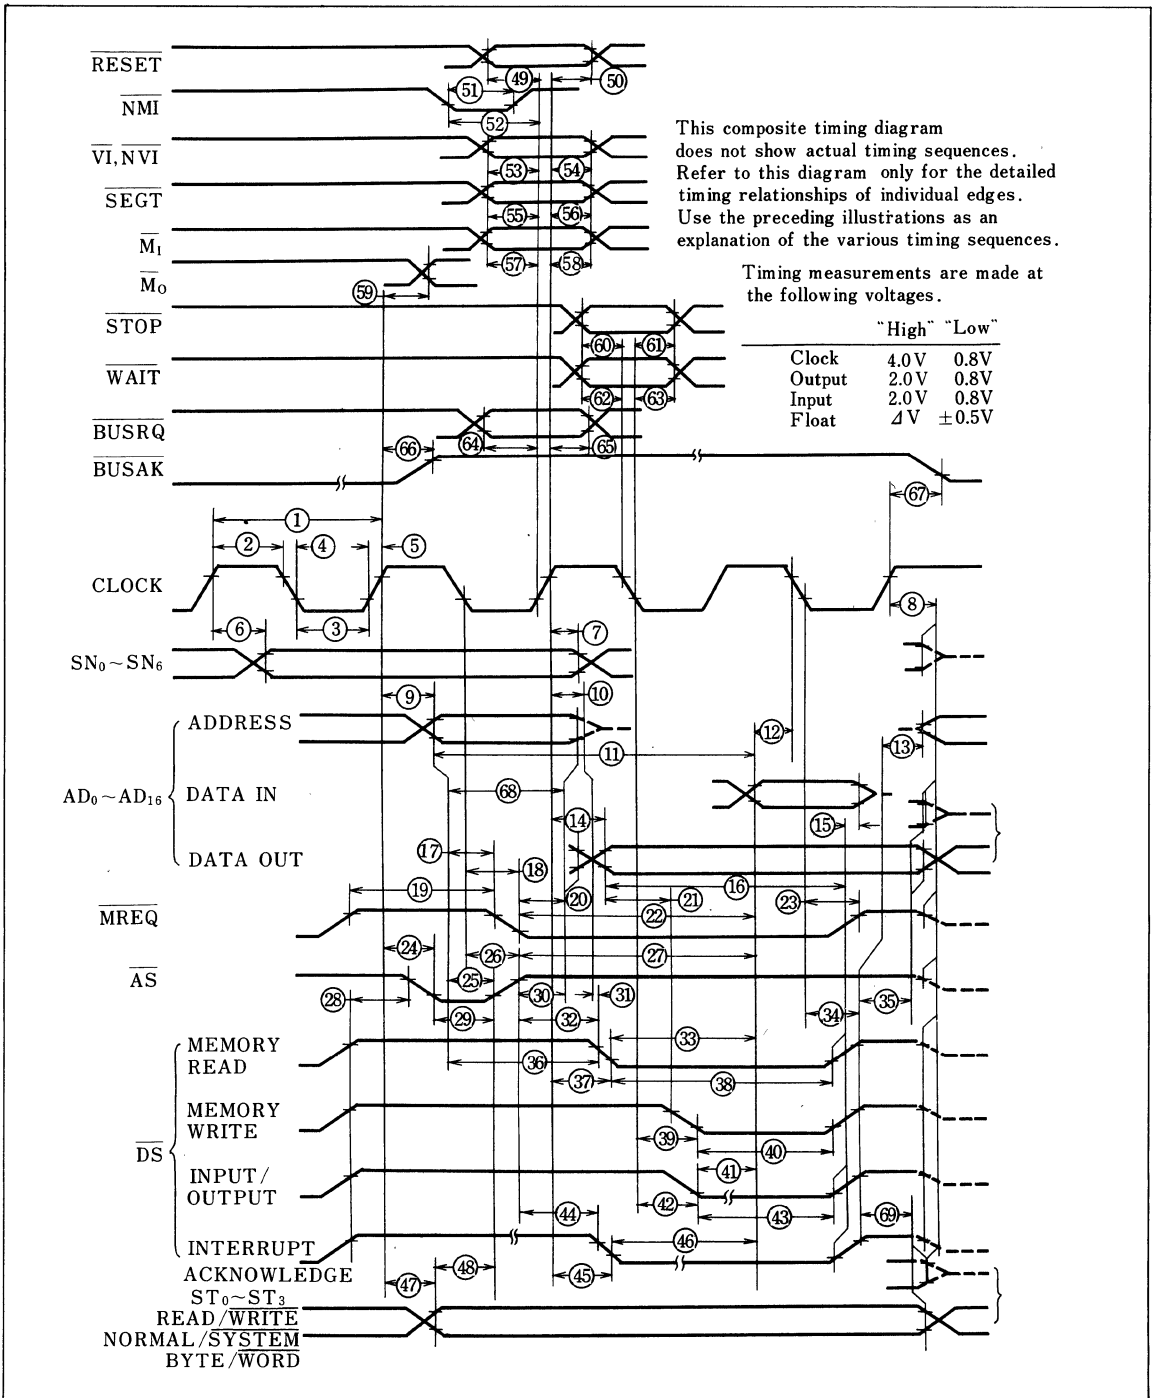 RESET
49
50
51
NMI
52
VI,NVI
53
54
SEGT
55
56
M1
57
58
M0
59
STOP
60
61
WAIT
62
63
BUSRQ
64
65
66
BUSAK
67
This composite timing diagram
does not show actual timing sequences.
Refer to this diagram only for the detailed
timing relationships of individual edges.
Use the preceding illustrations as an
explanation of the various timing sequences.
Timing measurements are made at
the following voltages.
"High" "Low"
Clock 4.0V 0.8V
Output 2.0V 0.8V
Input 2.0V 0.8V
Float ΔV ±0.5V
1
2
4
5
CLOCK
8
6
3
7
SN0~SN6
9
10
ADDRESS
11
12
13
AD0~AD16
DATA IN
68
14
15
17
DATA OUT
18
16
19
20
21
22
23
MREQ
24
26
27
AS
25
28
30
31
35
29
32
34
MEMORY
READ
33
36
37
38
MEMORY
WRITE
39
40
DS
INPUT/
OUTPUT
41
42
43
44
69
INTERRUPT
ACKNOWLEDGE
46
48
45
47
ST0~ST3
READ/WRITE
NORMAL/SYSTEM
BYTE/WORD